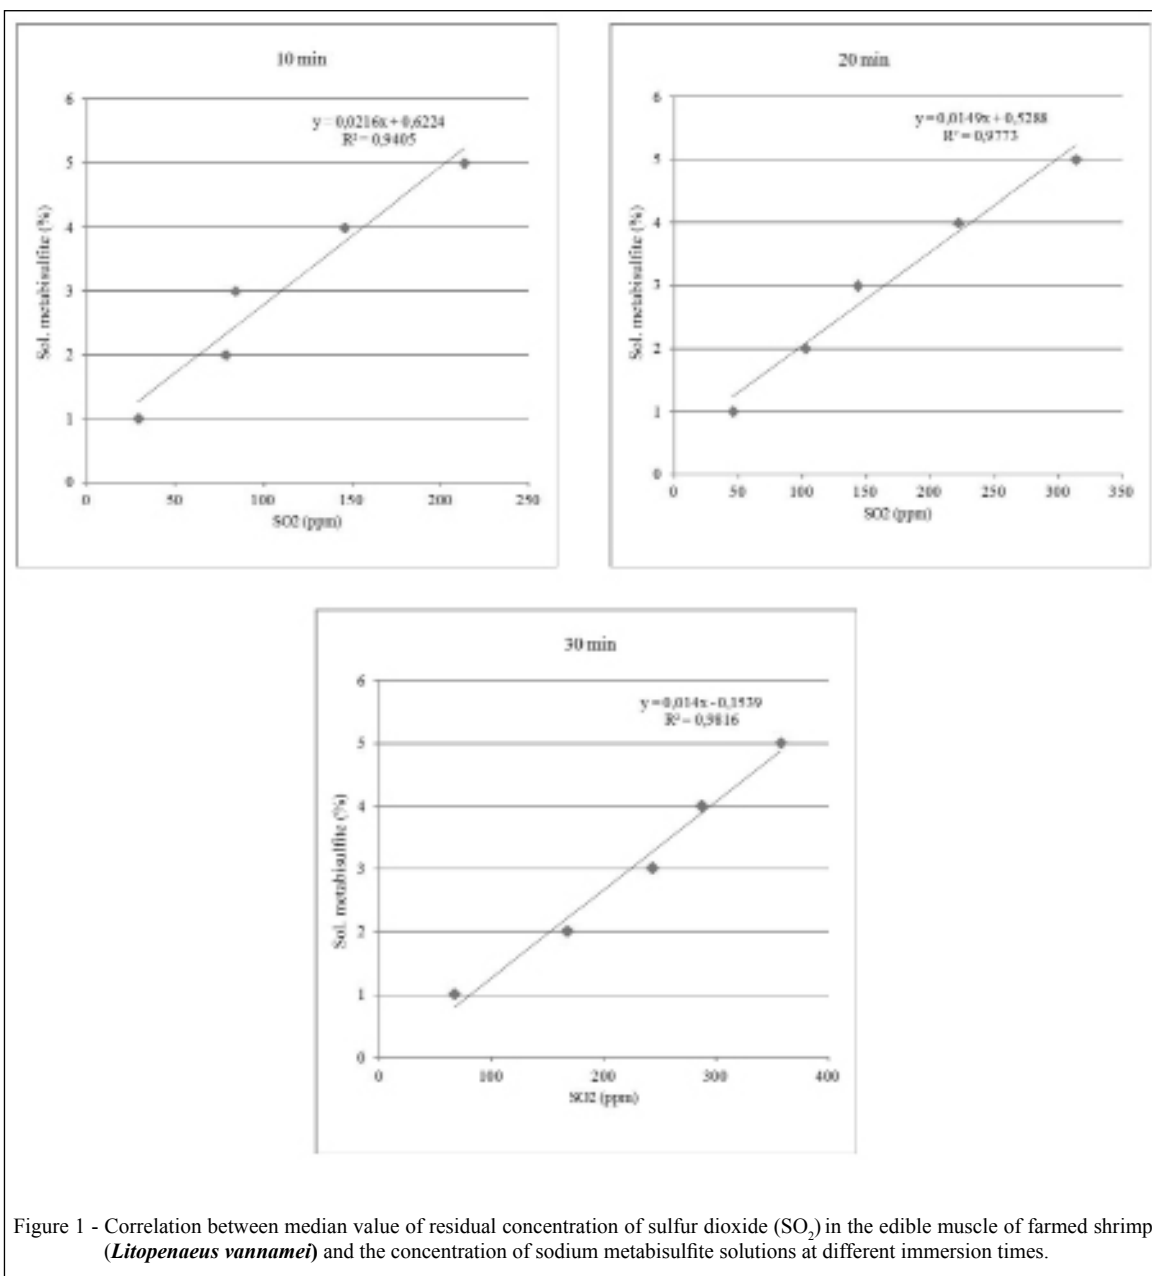 10 min
6
y = 0,0216x + 0,6224
R² = 0,9405
5
4
3
2
1
0
Sol. metabisulfite (%)
0 50 100 150 200 250
SO2 (ppm)
20 min
6
y = 0,0149x + 0,5288
R² = 0,9773
5
4
3
2
1
0
Sol. metabisulfite (%)
0 50 100 150 200 250 300 350
SO2 (ppm)
30 min
6
y = 0,014x - 0,1539
R² = 0,9816
5
4
3
2
1
0
Sol. metabisulfite (%)
0 100 200 300 400
SO2 (ppm)
Figure 1 - Correlation between median value of residual concentration of sulfur dioxide (SO₂) in the edible muscle of farmed shrimp
(Litopenaeus vannamei) and the concentration of sodium metabisulfite solutions at different immersion times.